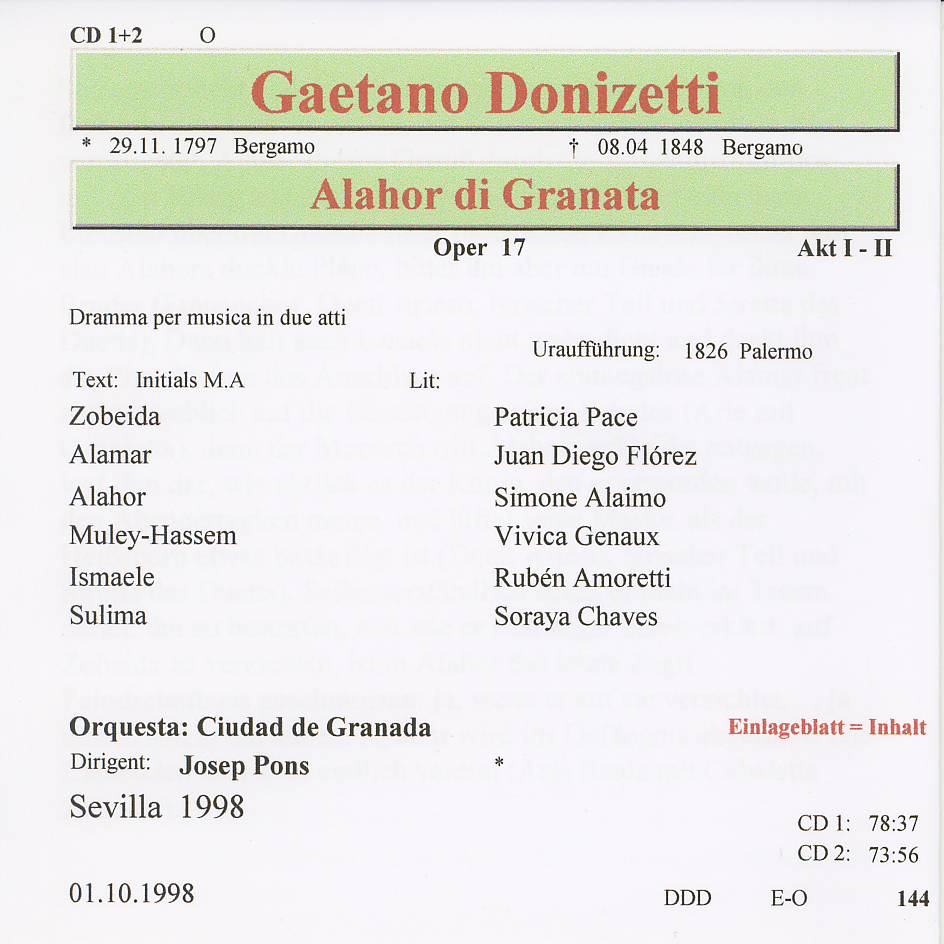 CD 1+2 O
Gaetano Donizetti
* 29.11. 1797 Bergamo † 08.04 1848 Bergamo
Alahor di Granata
Oper 17 Akt I - II
Dramma per musica in due atti
Uraufführung: 1826 Palermo
Text: Initials M.A Lit:
Zobeida Patricia Pace
Alamar Juan Diego Flórez
Alahor Simone Alaimo
Muley-Hassem Vivica Genaux
Ismaele Rubén Amoretti
Sulima Soraya Chaves
Orquesta: Ciudad de Granada Einlageblatt = Inhalt
Dirigent: Josep Pons *
Sevilla 1998
CD 1: 78:37
CD 2: 73:56
01.10.1998 DDD E-O 144